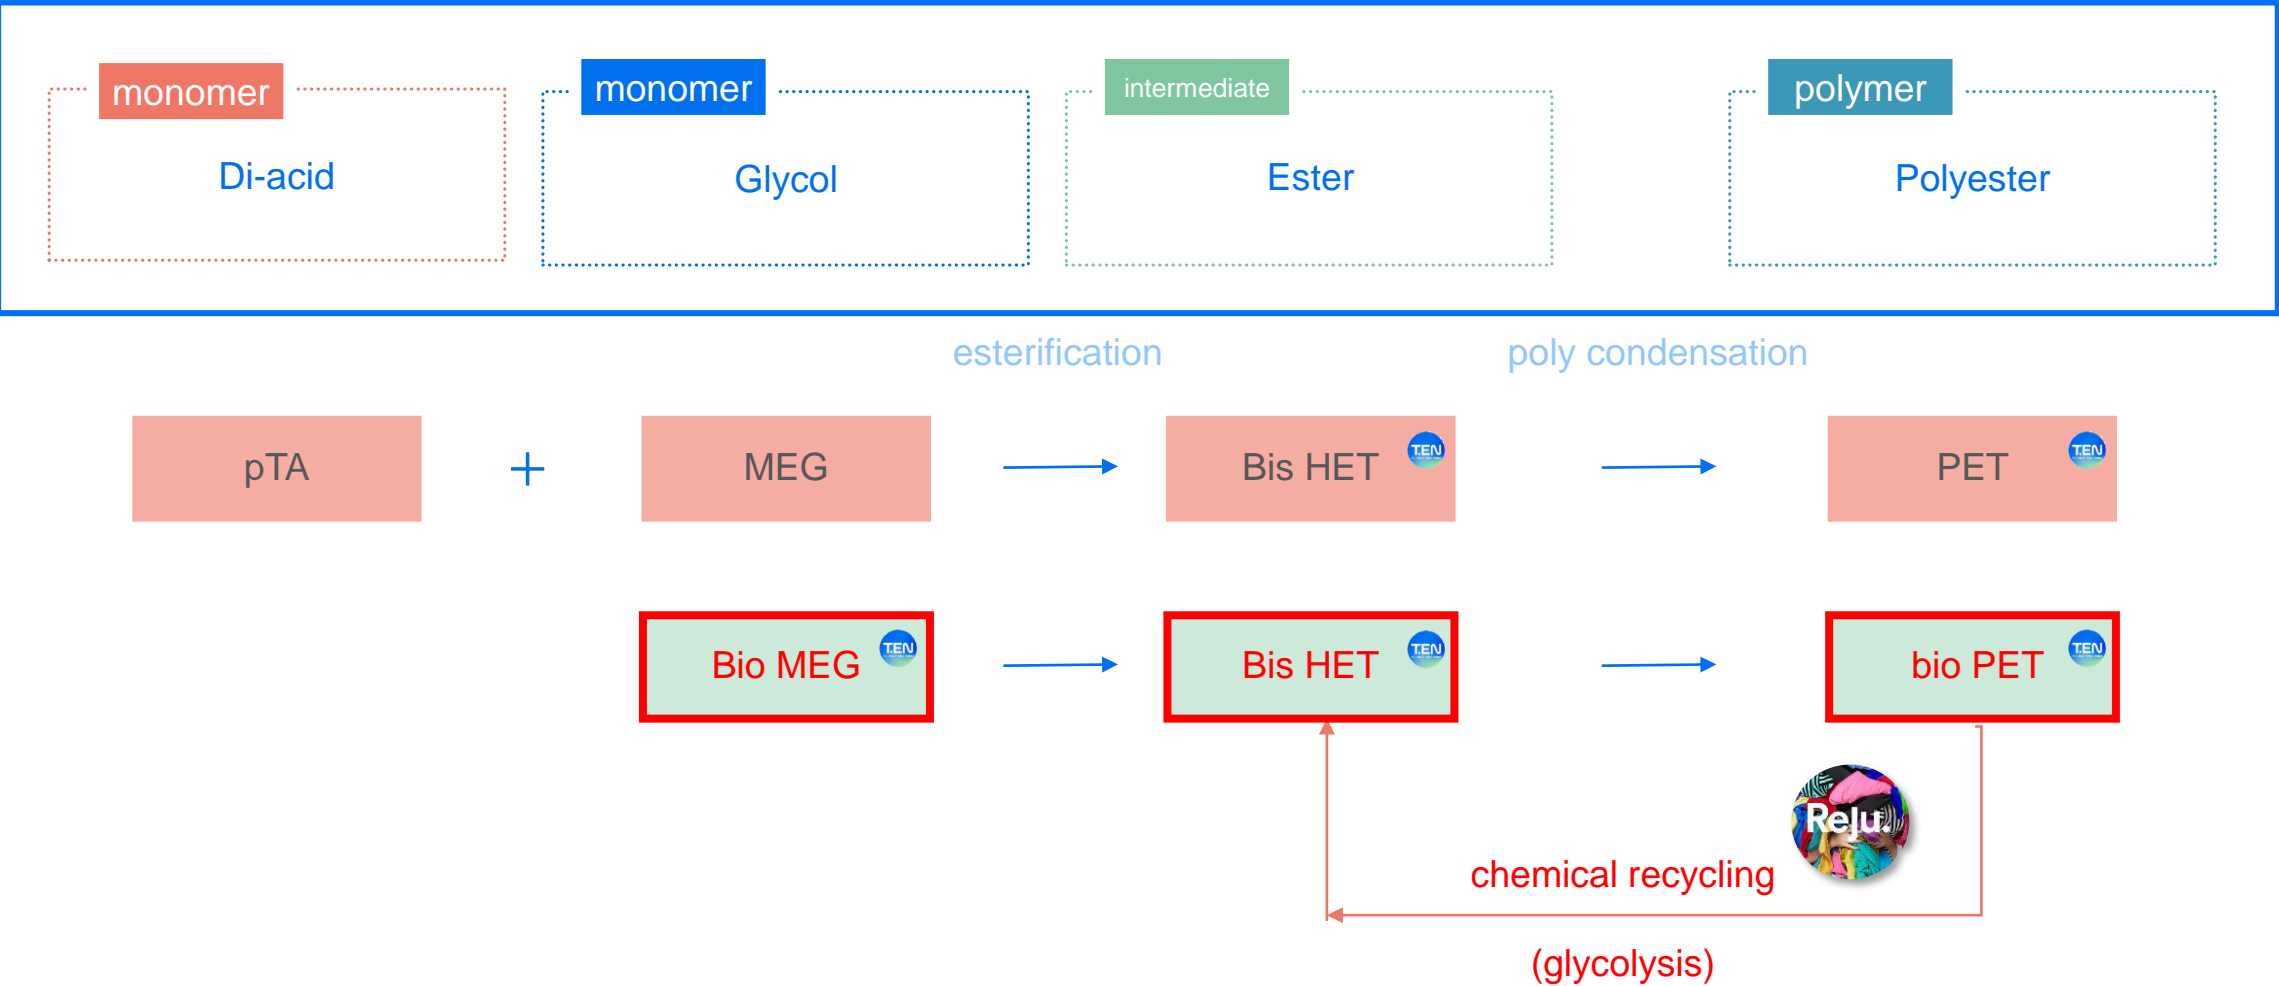 monomer
monomer
intermediate
polymer
Di-acid
Glycol
Ester
Polyester
esterification
poly condensation
pTA
+
MEG
Bis HET
T.EN
PET
T.EN
Bio MEG
T.EN
Bis HET
T.EN
bio PET
T.EN
Reju.
chemical recycling
(glycolysis)